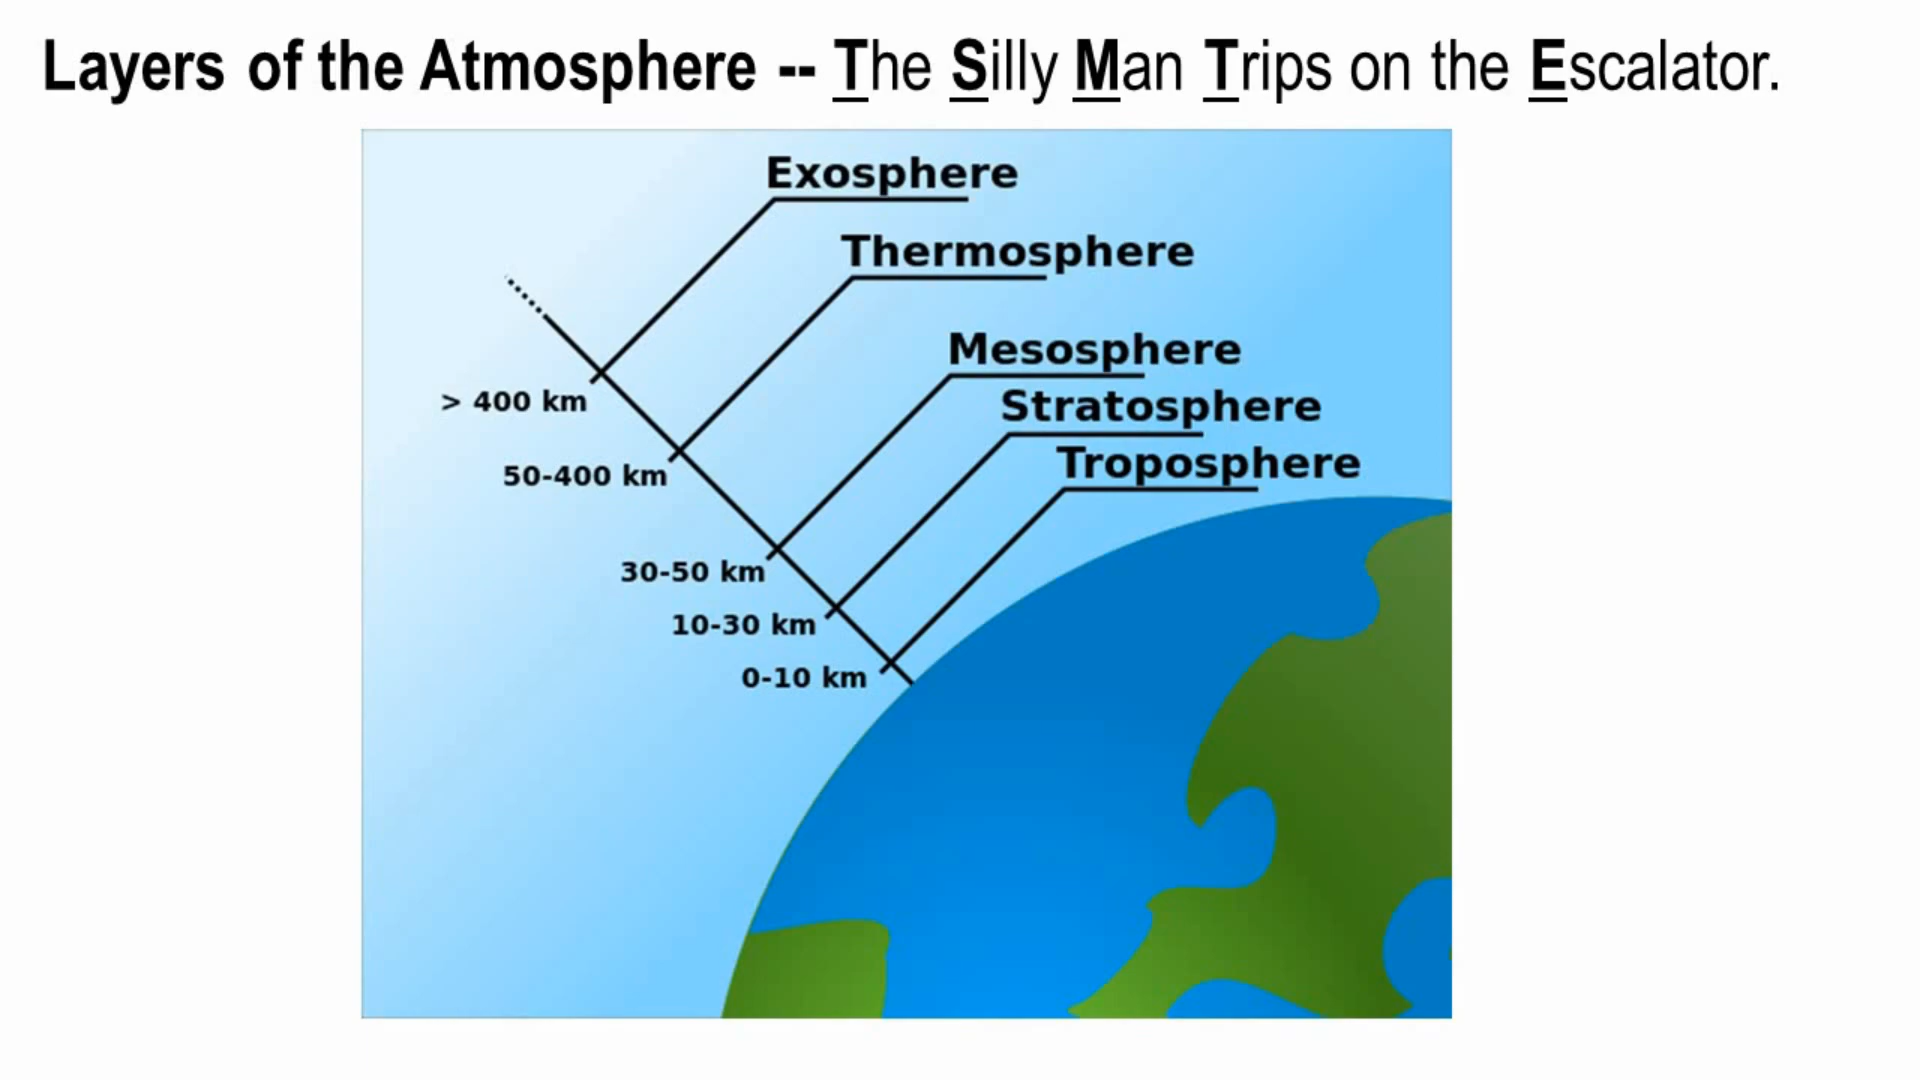 Layers of the Atmosphere -- The Silly Man Trips on the Escalator.
Exosphere
Thermosphere
Mesosphere
Stratosphere
Troposphere
> 400 km
50-400 km
30-50 km
10-30 km
0-10 km